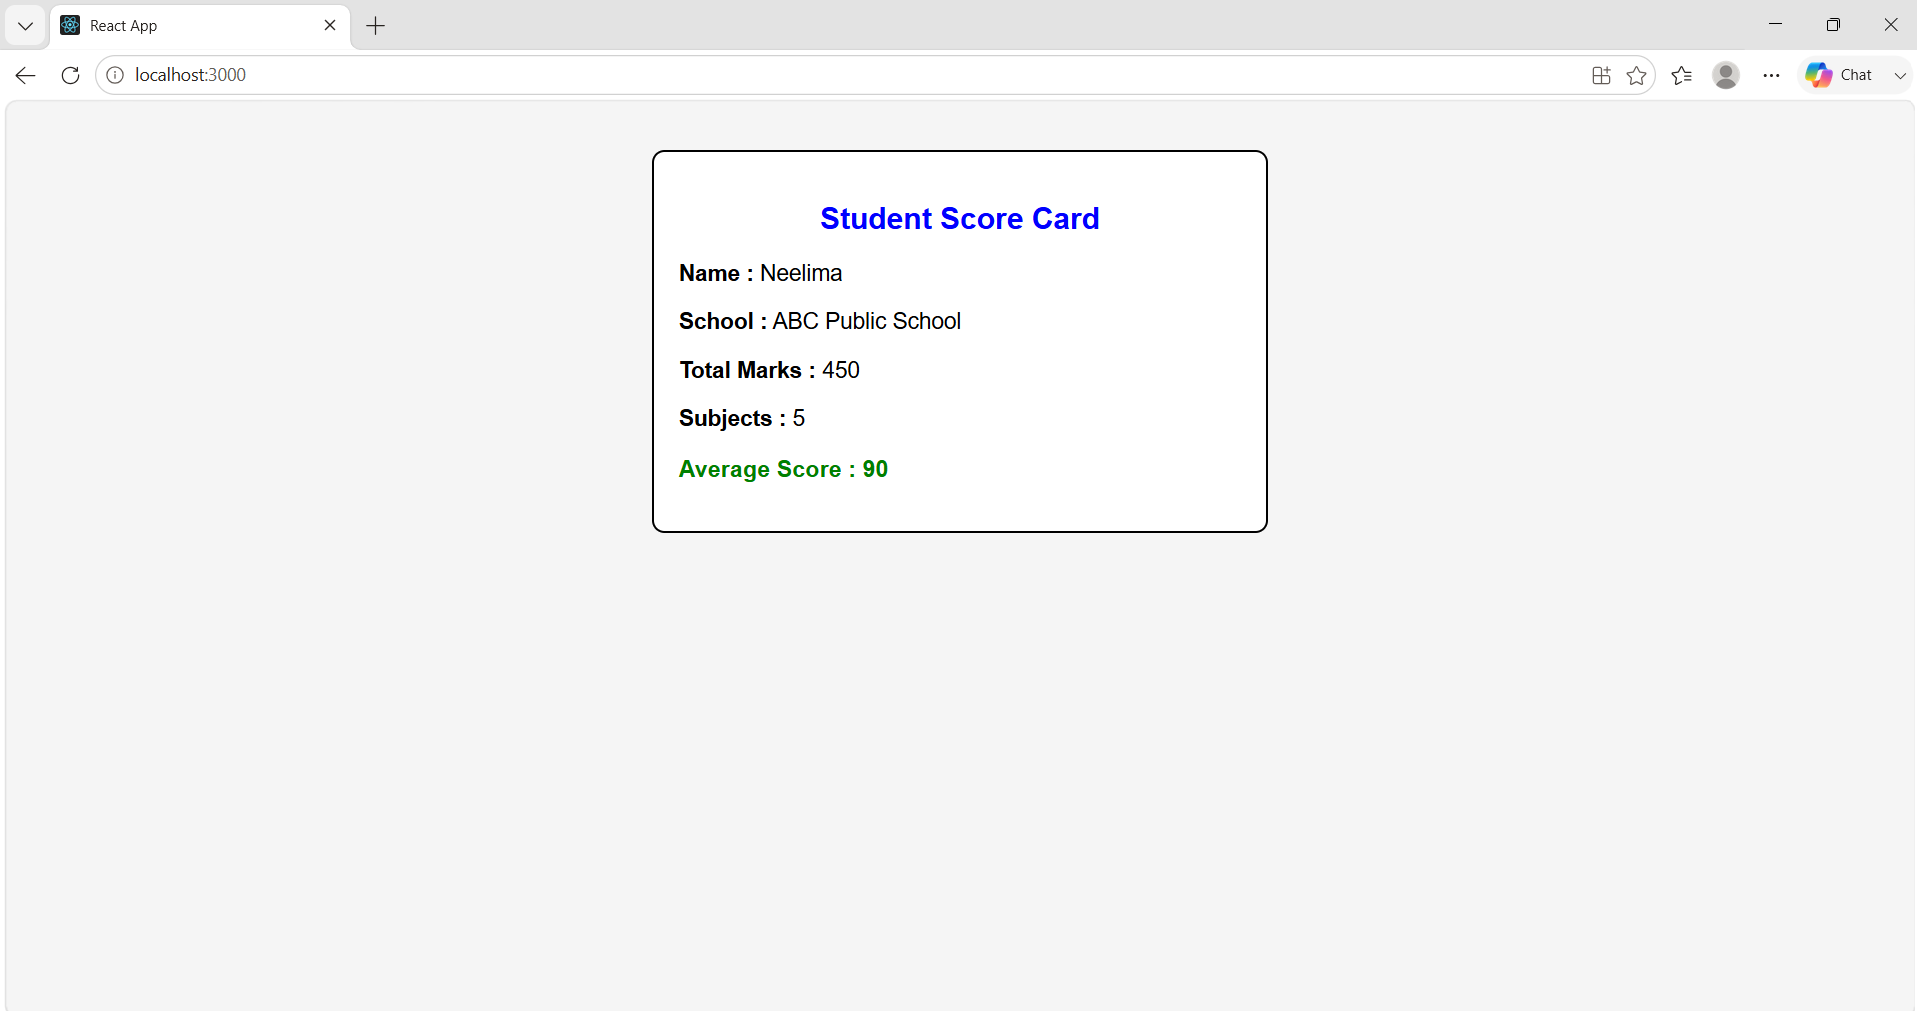 React App
localhost:3000
Chat
Student Score Card
Name : Neelima
School : ABC Public School
Total Marks : 450
Subjects : 5
Average Score : 90